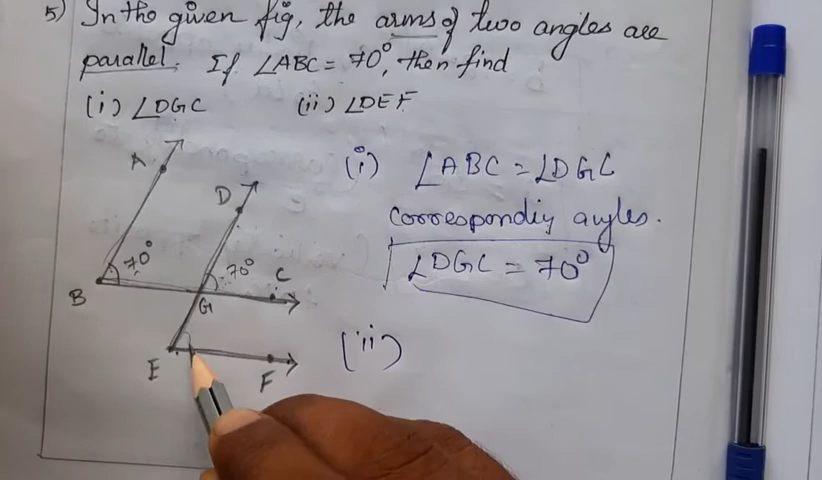 5) In the given fig, the arms of two angles are
parallel. If ∠ABC = 70°, then find
(i) ∠DGC (ii) ∠DEF
A
D
70°
70°
C
B
G
E
F
(i) ∠ABC = ∠DGC
correspondiy angles.
∠DGC = 70°
(ii)